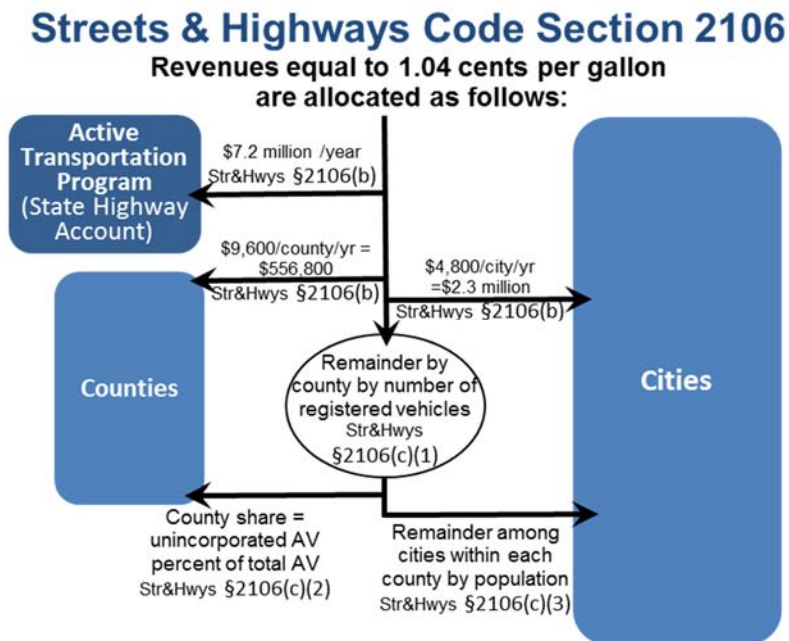 Streets & Highways Code Section 2106
Revenues equal to 1.04 cents per gallon
are allocated as follows:
Active
Transportation
Program
(State Highway
Account)
$7.2 million /year
Str&Hwys §2106(b)
$9,600/county/yr =
$556,800
Str&Hwys §2106(b)
$4,800/city/yr
=$2.3 million
Str&Hwys §2106(b)
Counties
Remainder by
county by number of
registered vehicles
Str&Hwys
§2106(c)(1)
Cities
County share =
unincorporated AV
percent of total AV
Str&Hwys §2106(c)(2)
Remainder among
cities within each
county by population
Str&Hwys §2106(c)(3)